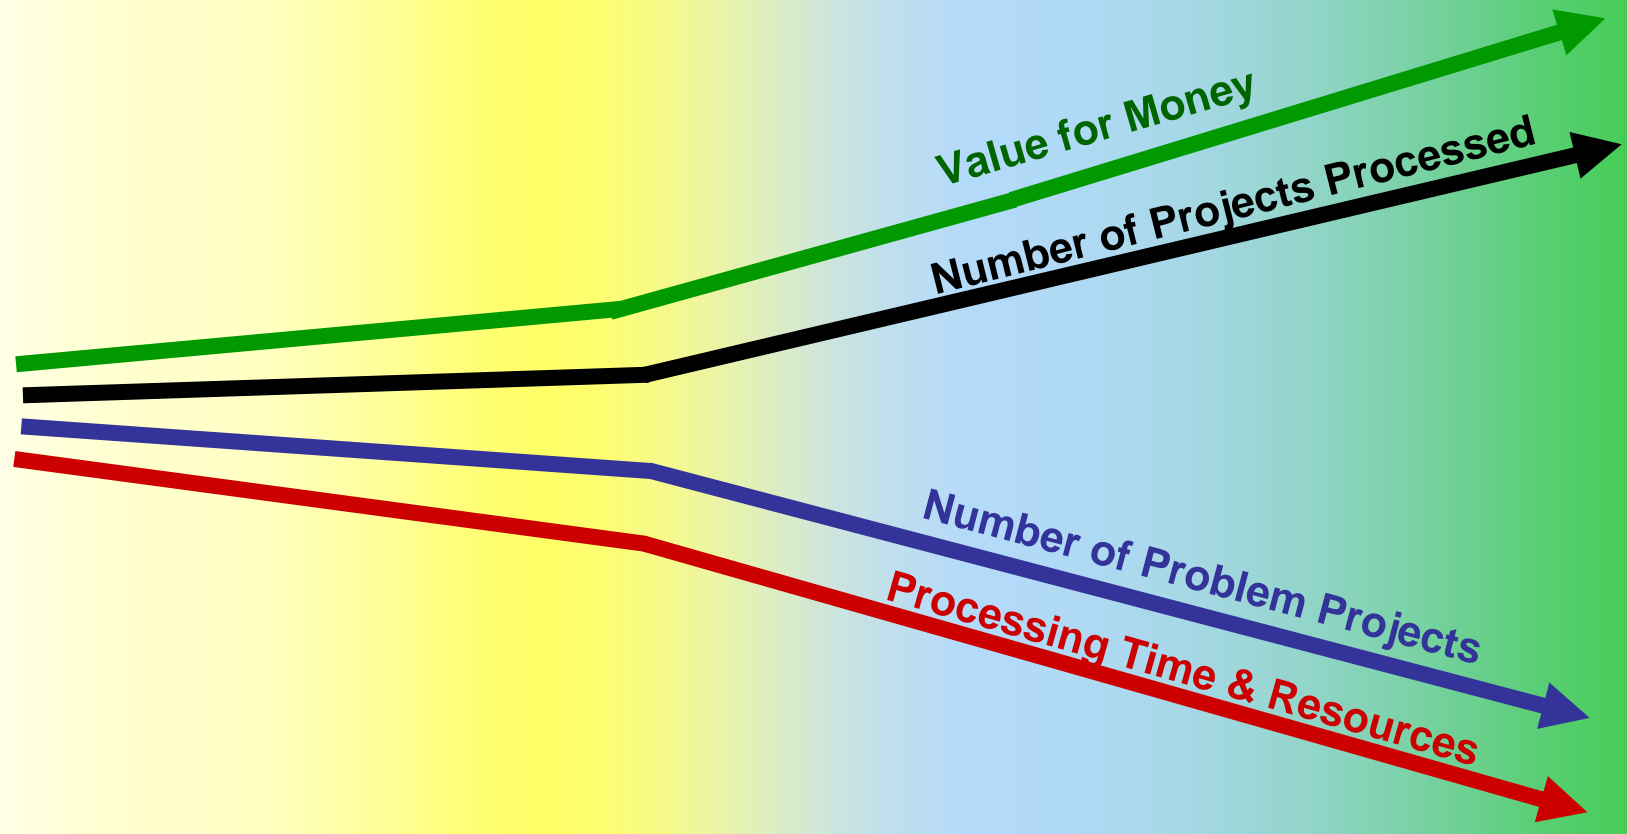 Value for Money
Number of Projects Processed
Number of Problem Projects
Processing Time & Resources